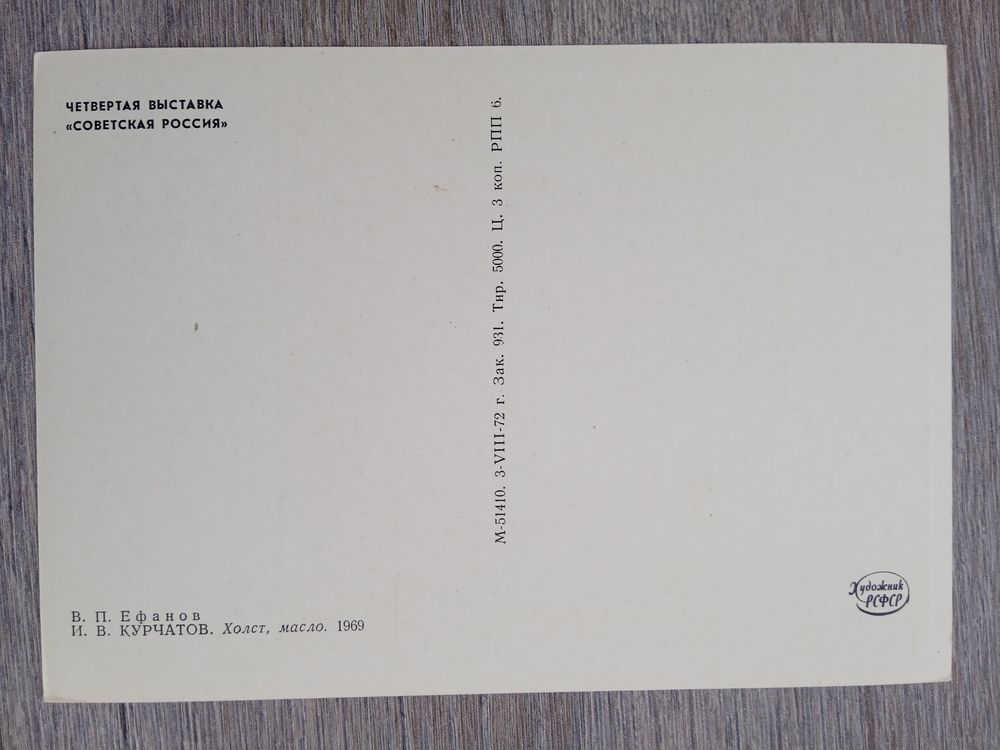 ЧЕТВЕРТАЯ ВЫСТАВКА
«СОВЕТСКАЯ РОССИЯ»
М-51410. 3-VIII-72 г. Зак. 931. Тир. 5000. Ц. 3 коп. РПП 6.
В. П. Ефанов
И. В. КУРЧАТОВ. Холст, масло. 1969
Художник
РСФСР